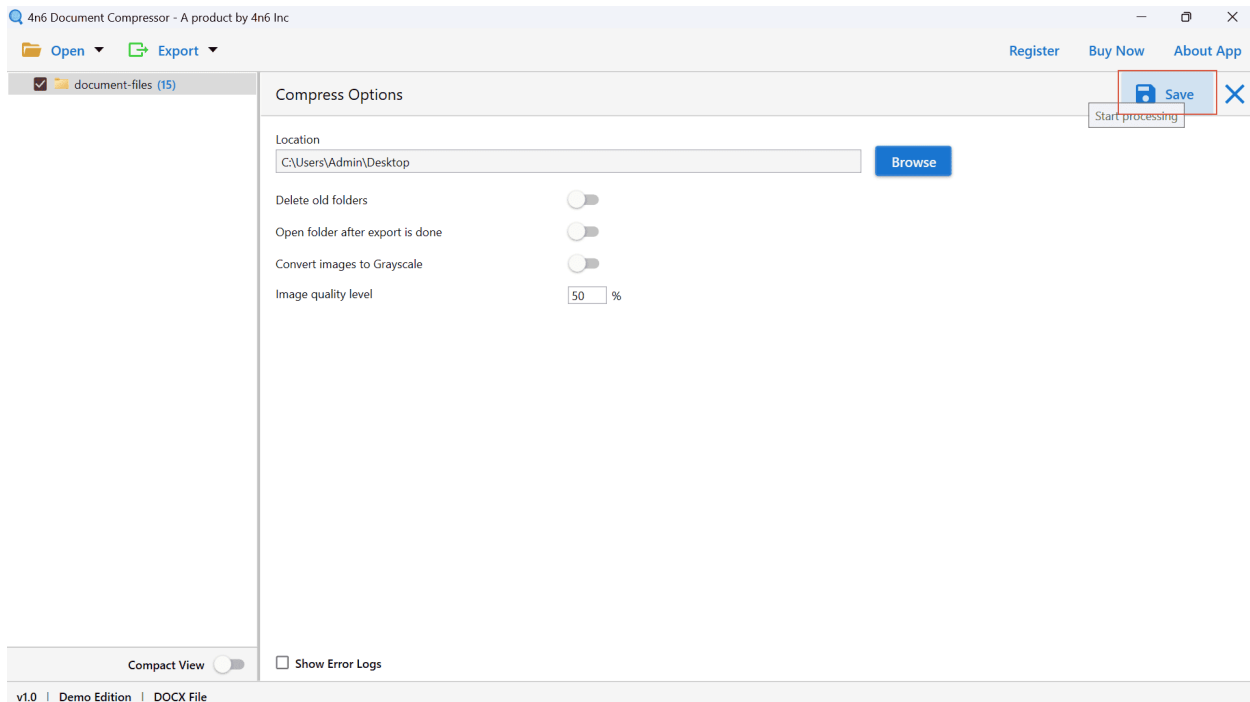 4n6 Document Compressor - A product by 4n6 Inc
Open Export Register Buy Now About App
document-files (15)
Compress Options Save
Start processing
Location
C:\Users\Admin\Desktop Browse
Delete old folders
Open folder after export is done
Convert images to Grayscale
Image quality level 50 %
Compact View Show Error Logs
v1.0 | Demo Edition | DOCX File